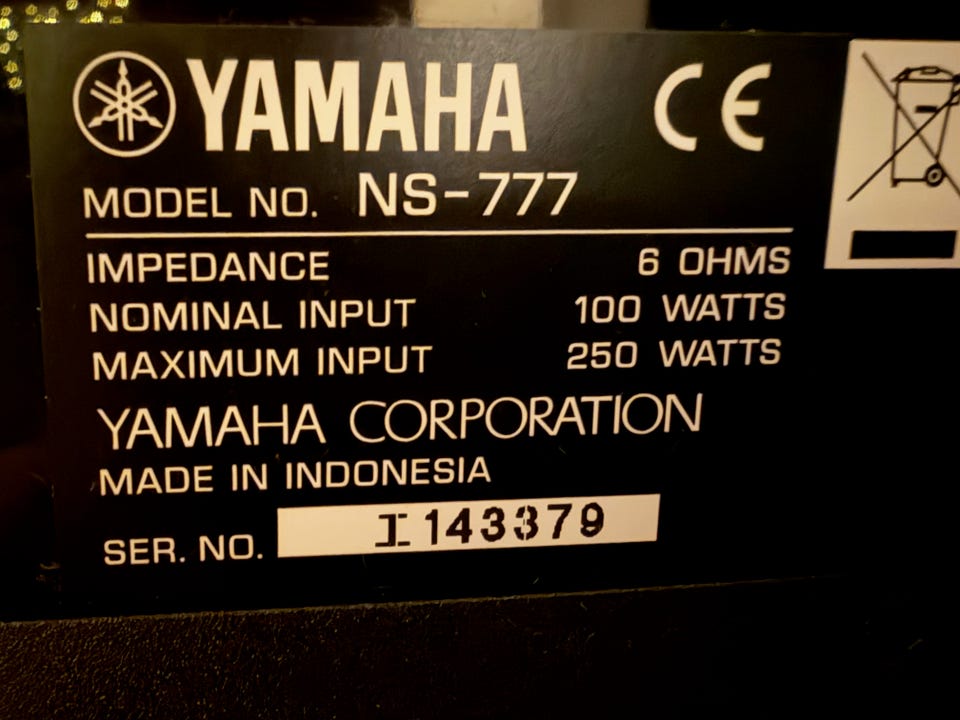 YAMAHA CE
MODEL NO. NS-777
IMPEDANCE 6 OHMS
NOMINAL INPUT 100 WATTS
MAXIMUM INPUT 250 WATTS
YAMAHA CORPORATION
MADE IN INDONESIA
SER. NO. I143379